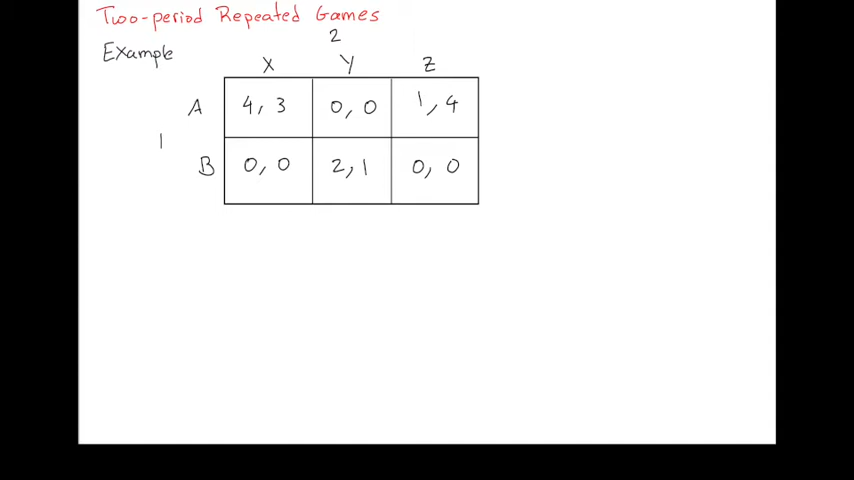 Two-period Repeated Games
Example
2
X Y Z
A 4, 3 0, 0 1, 4
1
B 0, 0 2, 1 0, 0